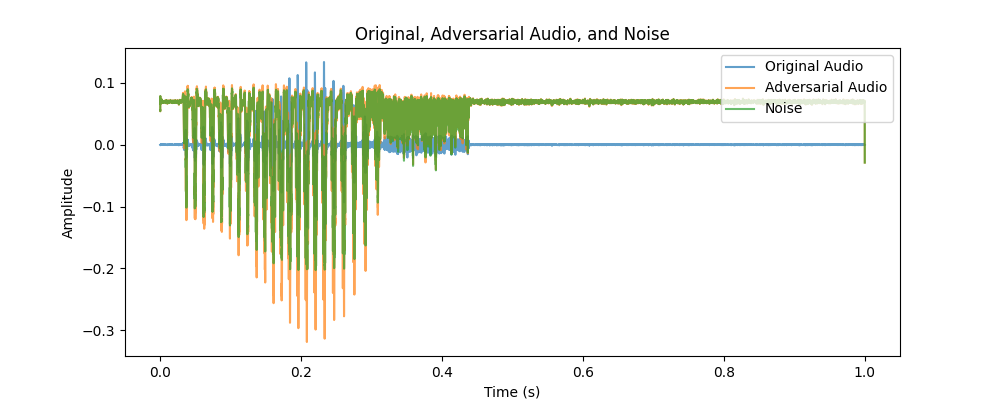 Original, Adversarial Audio, and Noise
Original Audio
Adversarial Audio
Noise
0.1
0.0
−0.1
−0.2
−0.3
Amplitude
0.0 0.2 0.4 0.6 0.8 1.0
Time (s)